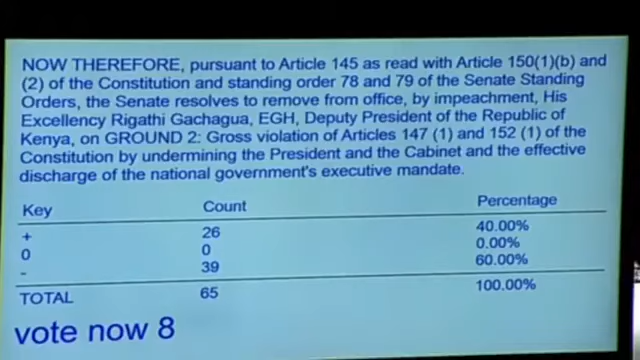 NOW THEREFORE, pursuant to Article 145 as read with Article 150(1)(b) and
(2) of the Constitution and standing order 78 and 79 of the Senate Standing
Orders, the Senate resolves to remove from office, by impeachment, His
Excellency Rigathi Gachagua, EGH, Deputy President of the Republic of
Kenya, on GROUND 2: Gross violation of Articles 147 (1) and 152 (1) of the
Constitution by undermining the President and the Cabinet and the effective
discharge of the national government's executive mandate.
Key Count Percentage
+ 26 40.00%
0 0 0.00%
- 39 60.00%
TOTAL 65 100.00%
vote now 8